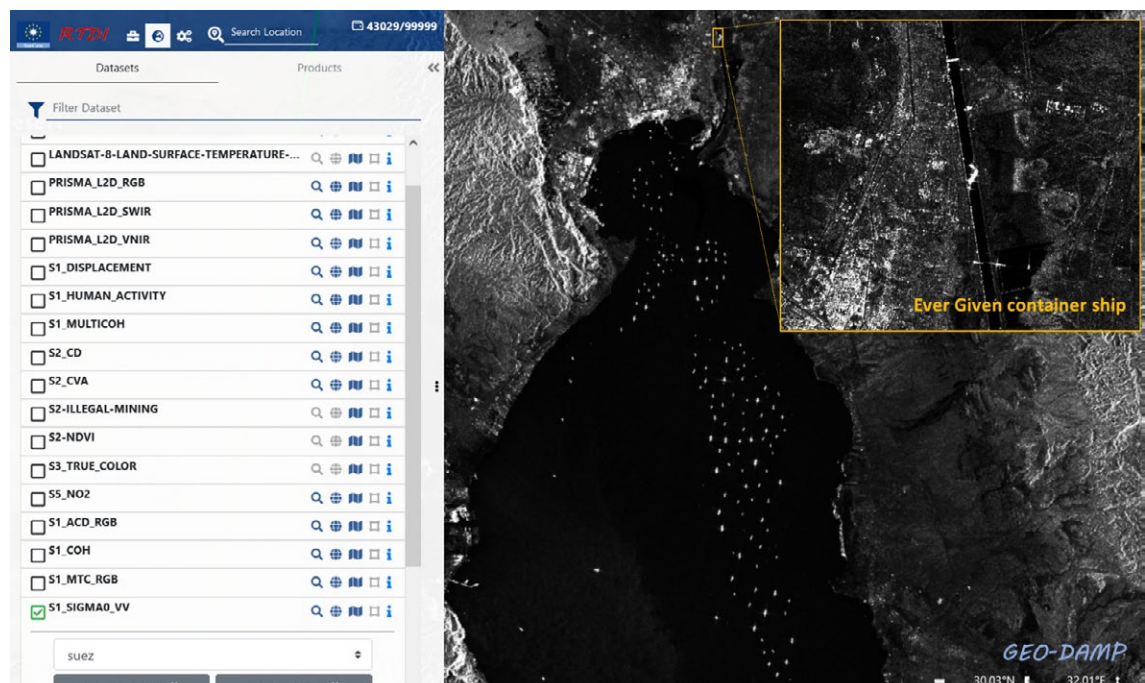 RTDI
Search Location
43029/99999
Datasets
Products
Filter Dataset
LANDSAT-8-LAND-SURFACE-TEMPERATURE-...
PRISMA_L2D_RGB
PRISMA_L2D_SWIR
PRISMA_L2D_VNIR
S1_DISPLACEMENT
S1_HUMAN_ACTIVITY
S1_MULTICOH
S2_CD
S2_CVA
S2-ILLEGAL-MINING
S2-NDVI
S3_TRUE_COLOR
S5_NO2
S1_ACD_RGB
S1_COH
S1_MTC_RGB
S1_SIGMA0_VV
suez
Ever Given container ship
GEO-DAMP
30.03°N
32.01°E